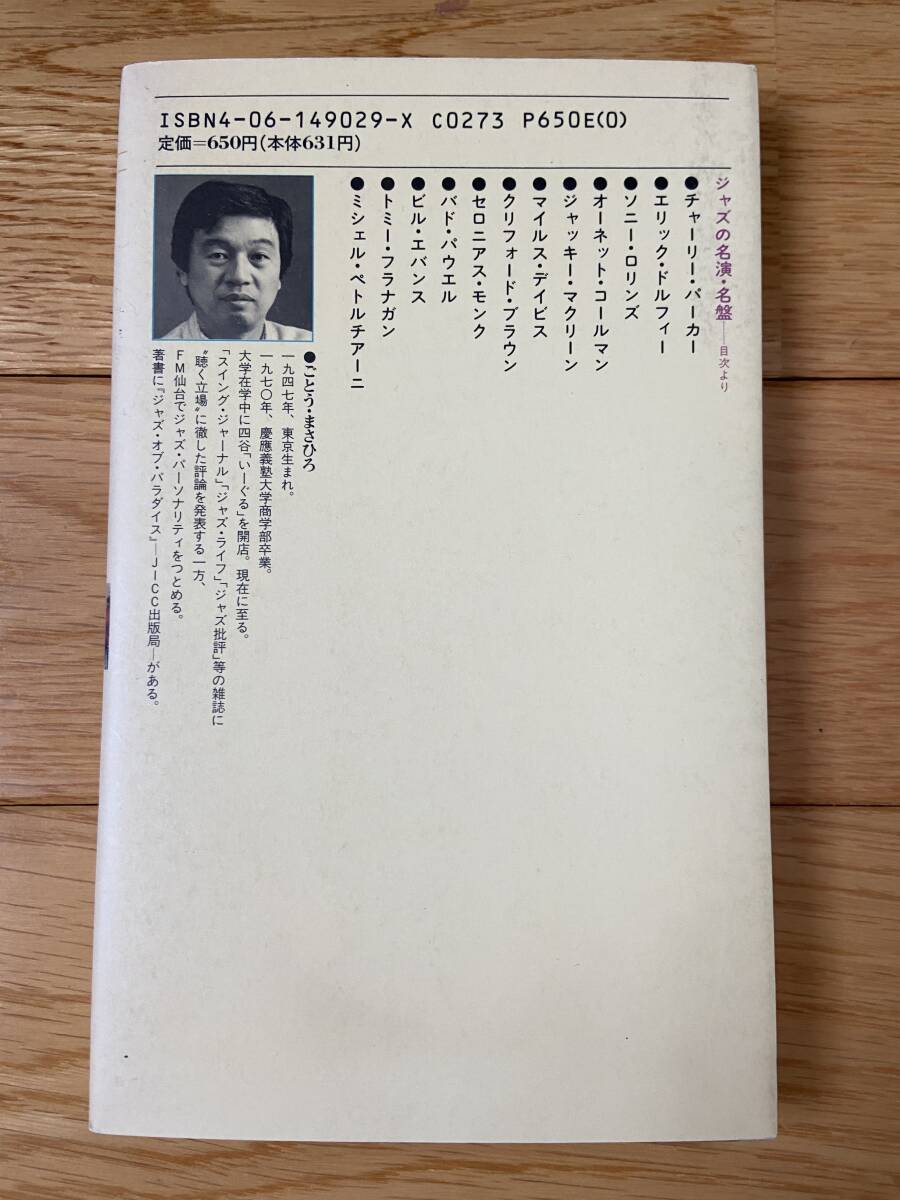 ISBN4-06-149029-X C0273 P650E(0)
定価=650円(本体631円)
ジャズの名演・名盤――目次より
●チャーリー・パーカー
●エリック・ドルフィー
●ソニー・ロリンズ
●オーネット・コールマン
●ジャッキー・マクリーン
●マイルス・デイビス
●クリフォード・ブラウン
●セロニアス・モンク
●バド・パウエル
●ビル・エバンス
●トミー・フラナガン
●ミシェル・ペトルチアーニ
●ごとう・まさひろ
一九四七年、東京生まれ。
一九七〇年、慶應義塾大学商学部卒業。
大学在学中に四谷「いーぐる」を開店。現在に至る。
「スイング・ジャーナル」「ジャズ・ライフ」「ジャズ批評」等の雑誌に
〝聴く立場〟に徹した評論を発表する一方、
FM仙台でジャズ・パーソナリティをつとめる。
著書に『ジャズ・オブ・パラダイス』―JICC出版局―がある。